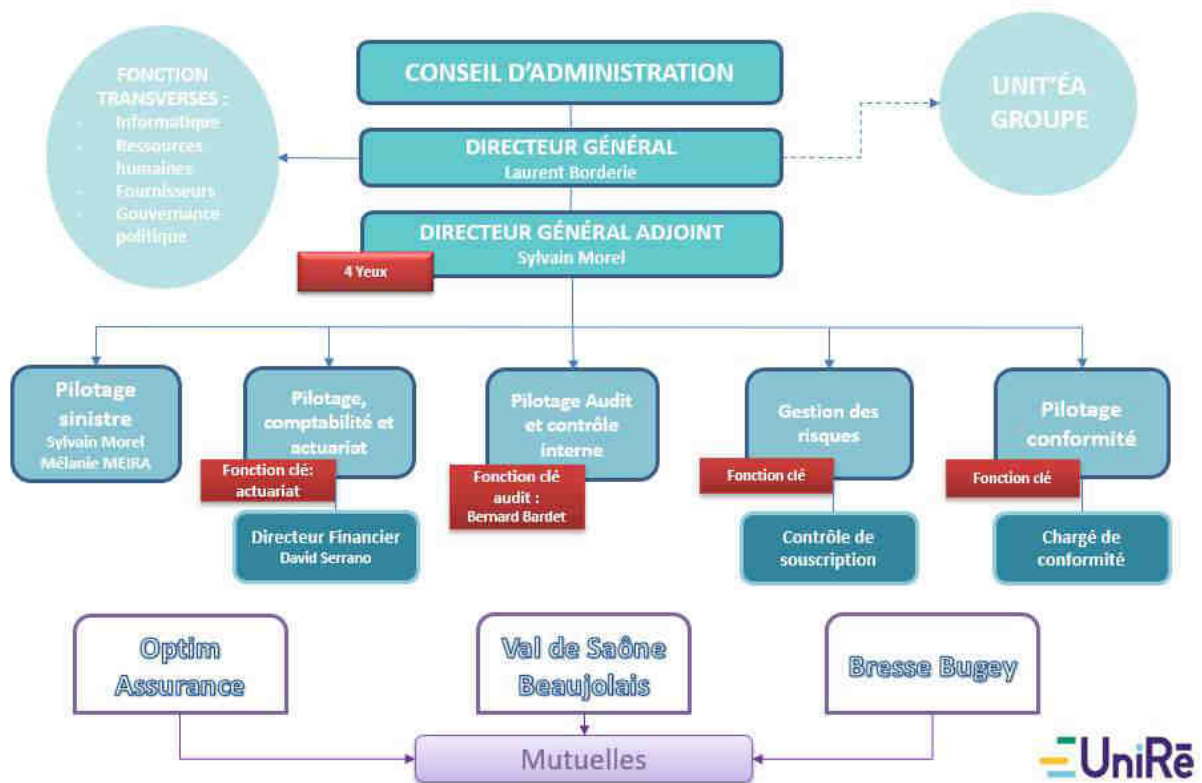 FONCTION
TRANSVERSES :
- Informatique
- Ressources
humaines
- Fournisseurs
- Gouvernance
politique
CONSEIL D'ADMINISTRATION
UNIT'ÉA
GROUPE
DIRECTEUR GÉNÉRAL
Laurent Borderie
DIRECTEUR GÉNÉRAL ADJOINT
Sylvain Morel
4 Yeux
Pilotage
sinistre
Sylvain Morel
Mélanie MEIRA
Pilotage,
comptabilité et
actuariat
Fonction clé:
actuariat
Directeur Financier
David Serrano
Pilotage Audit
et contrôle
interne
Fonction clé
audit :
Bernard Bardet
Gestion des
risques
Fonction clé
Contrôle de
souscription
Pilotage
conformité
Fonction clé
Chargé de
conformité
Optim
Assurance
Val de Saône
Beaujolais
Bresse Bugey
Mutuelles
UniRē